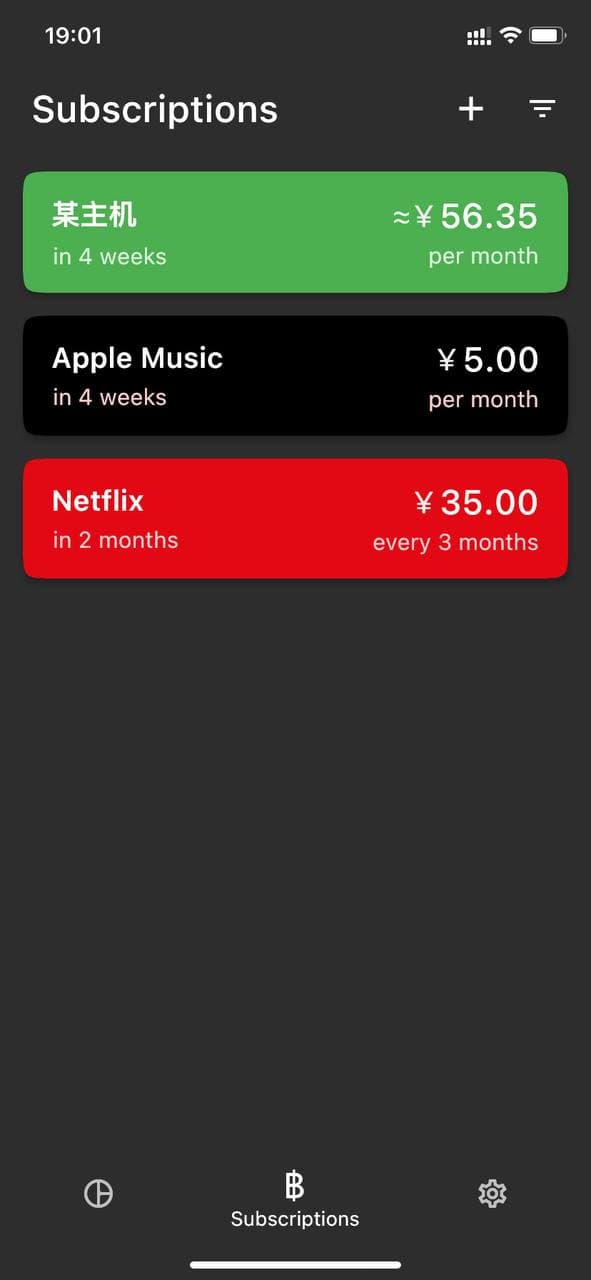 19:01
Subscriptions
某主机
≈¥ 56.35
in 4 weeks
per month
Apple Music
¥ 5.00
in 4 weeks
per month
Netflix
¥ 35.00
in 2 months
every 3 months
Subscriptions